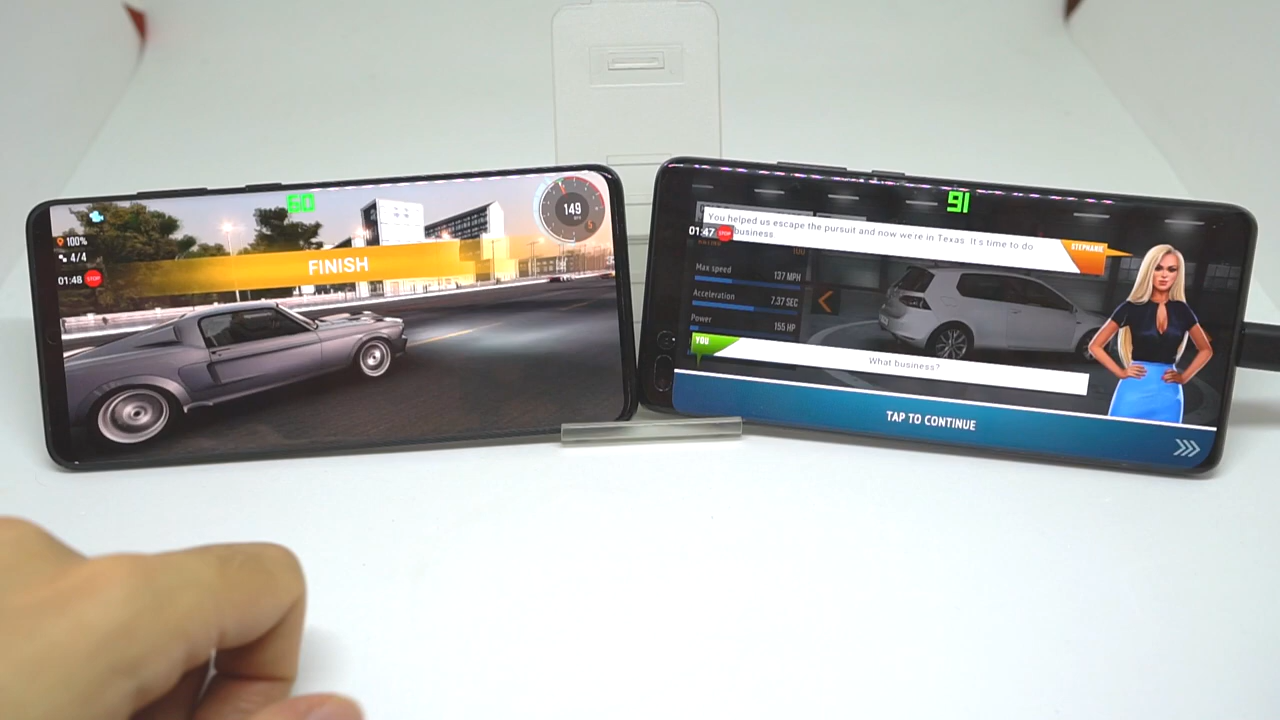 60
149
100%
4/4
01:48
STOP
FINISH
91
You helped us escape the pursuit and now we're in Texas. It's time to do
business
STEPHANIE
01:47
STOP
Max speed
137 MPH
Acceleration
7.37 SEC
Power
155 HP
YOU
What business?
TAP TO CONTINUE